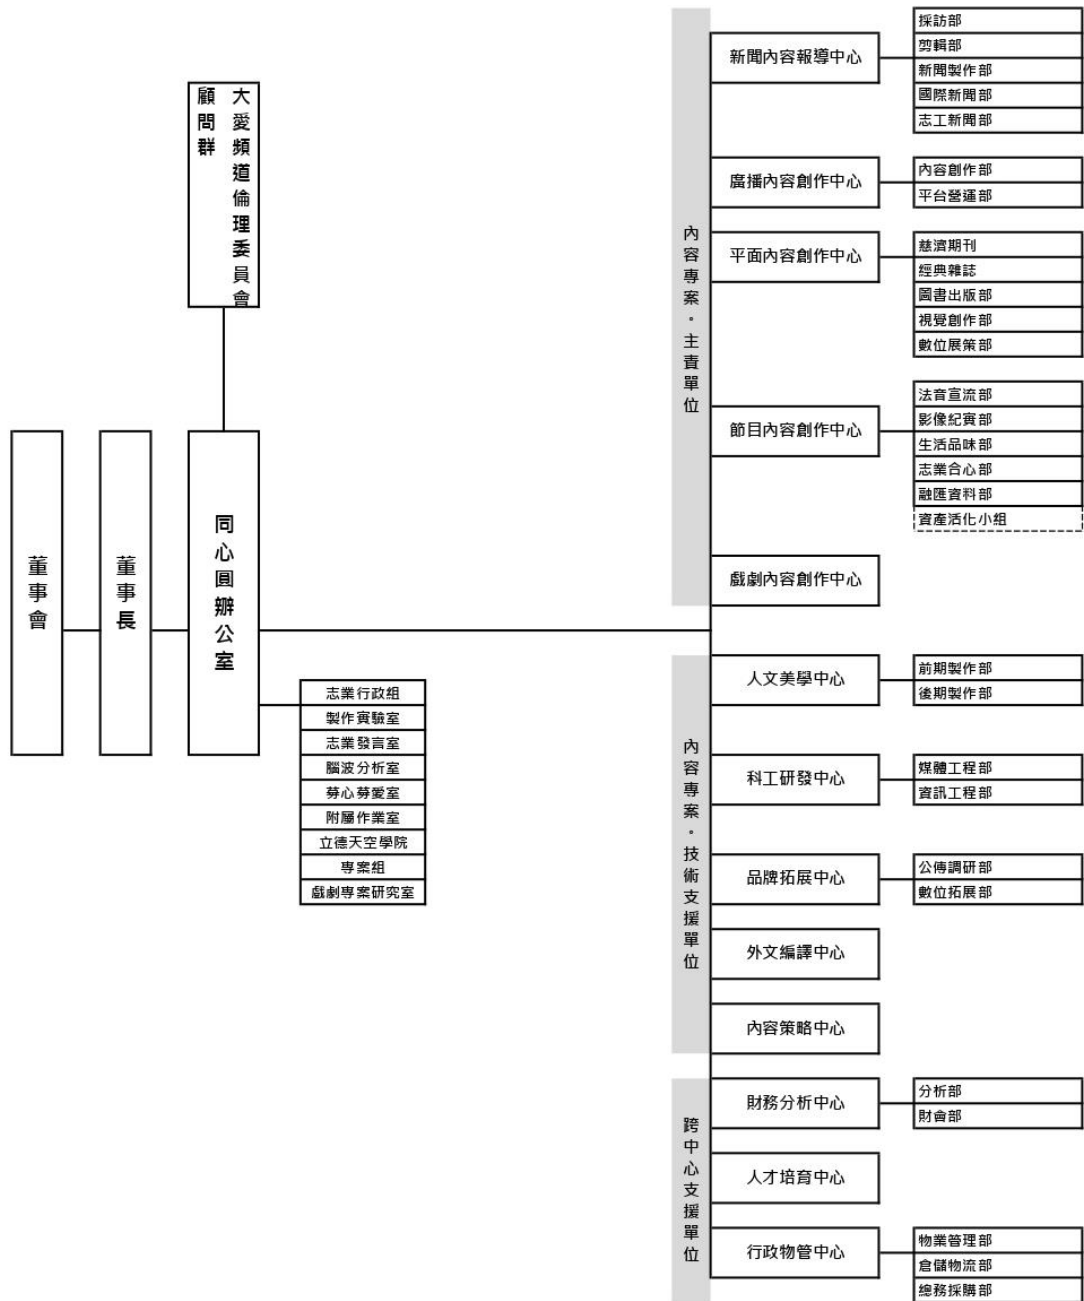 大愛頻道倫理委員會
顧問群
董事會
董事長
同心圓辦公室
志業行政組
製作實驗室
志業發言室
腦波分析室
募心募愛室
附屬作業室
立德天空學院
專案組
戲劇專案研究室
內容專案。主責單位
新聞內容報導中心
採訪部
剪輯部
新聞製作部
國際新聞部
志工新聞部
廣播內容創作中心
內容創作部
平台營運部
平面內容創作中心
慈濟期刊
經典雜誌
圖書出版部
視覺創作部
數位展策部
節目內容創作中心
法音宣流部
影像紀實部
生活品味部
志業合心部
融匯資料部
資產活化小組
戲劇內容創作中心
內容專案。技術支援單位
人文美學中心
前期製作部
後期製作部
科工研發中心
媒體工程部
資訊工程部
品牌拓展中心
公傳調研部
數位拓展部
外文編譯中心
內容策略中心
跨中心支援單位
財務分析中心
分析部
財會部
人才培育中心
行政物管中心
物業管理部
倉儲物流部
總務採購部